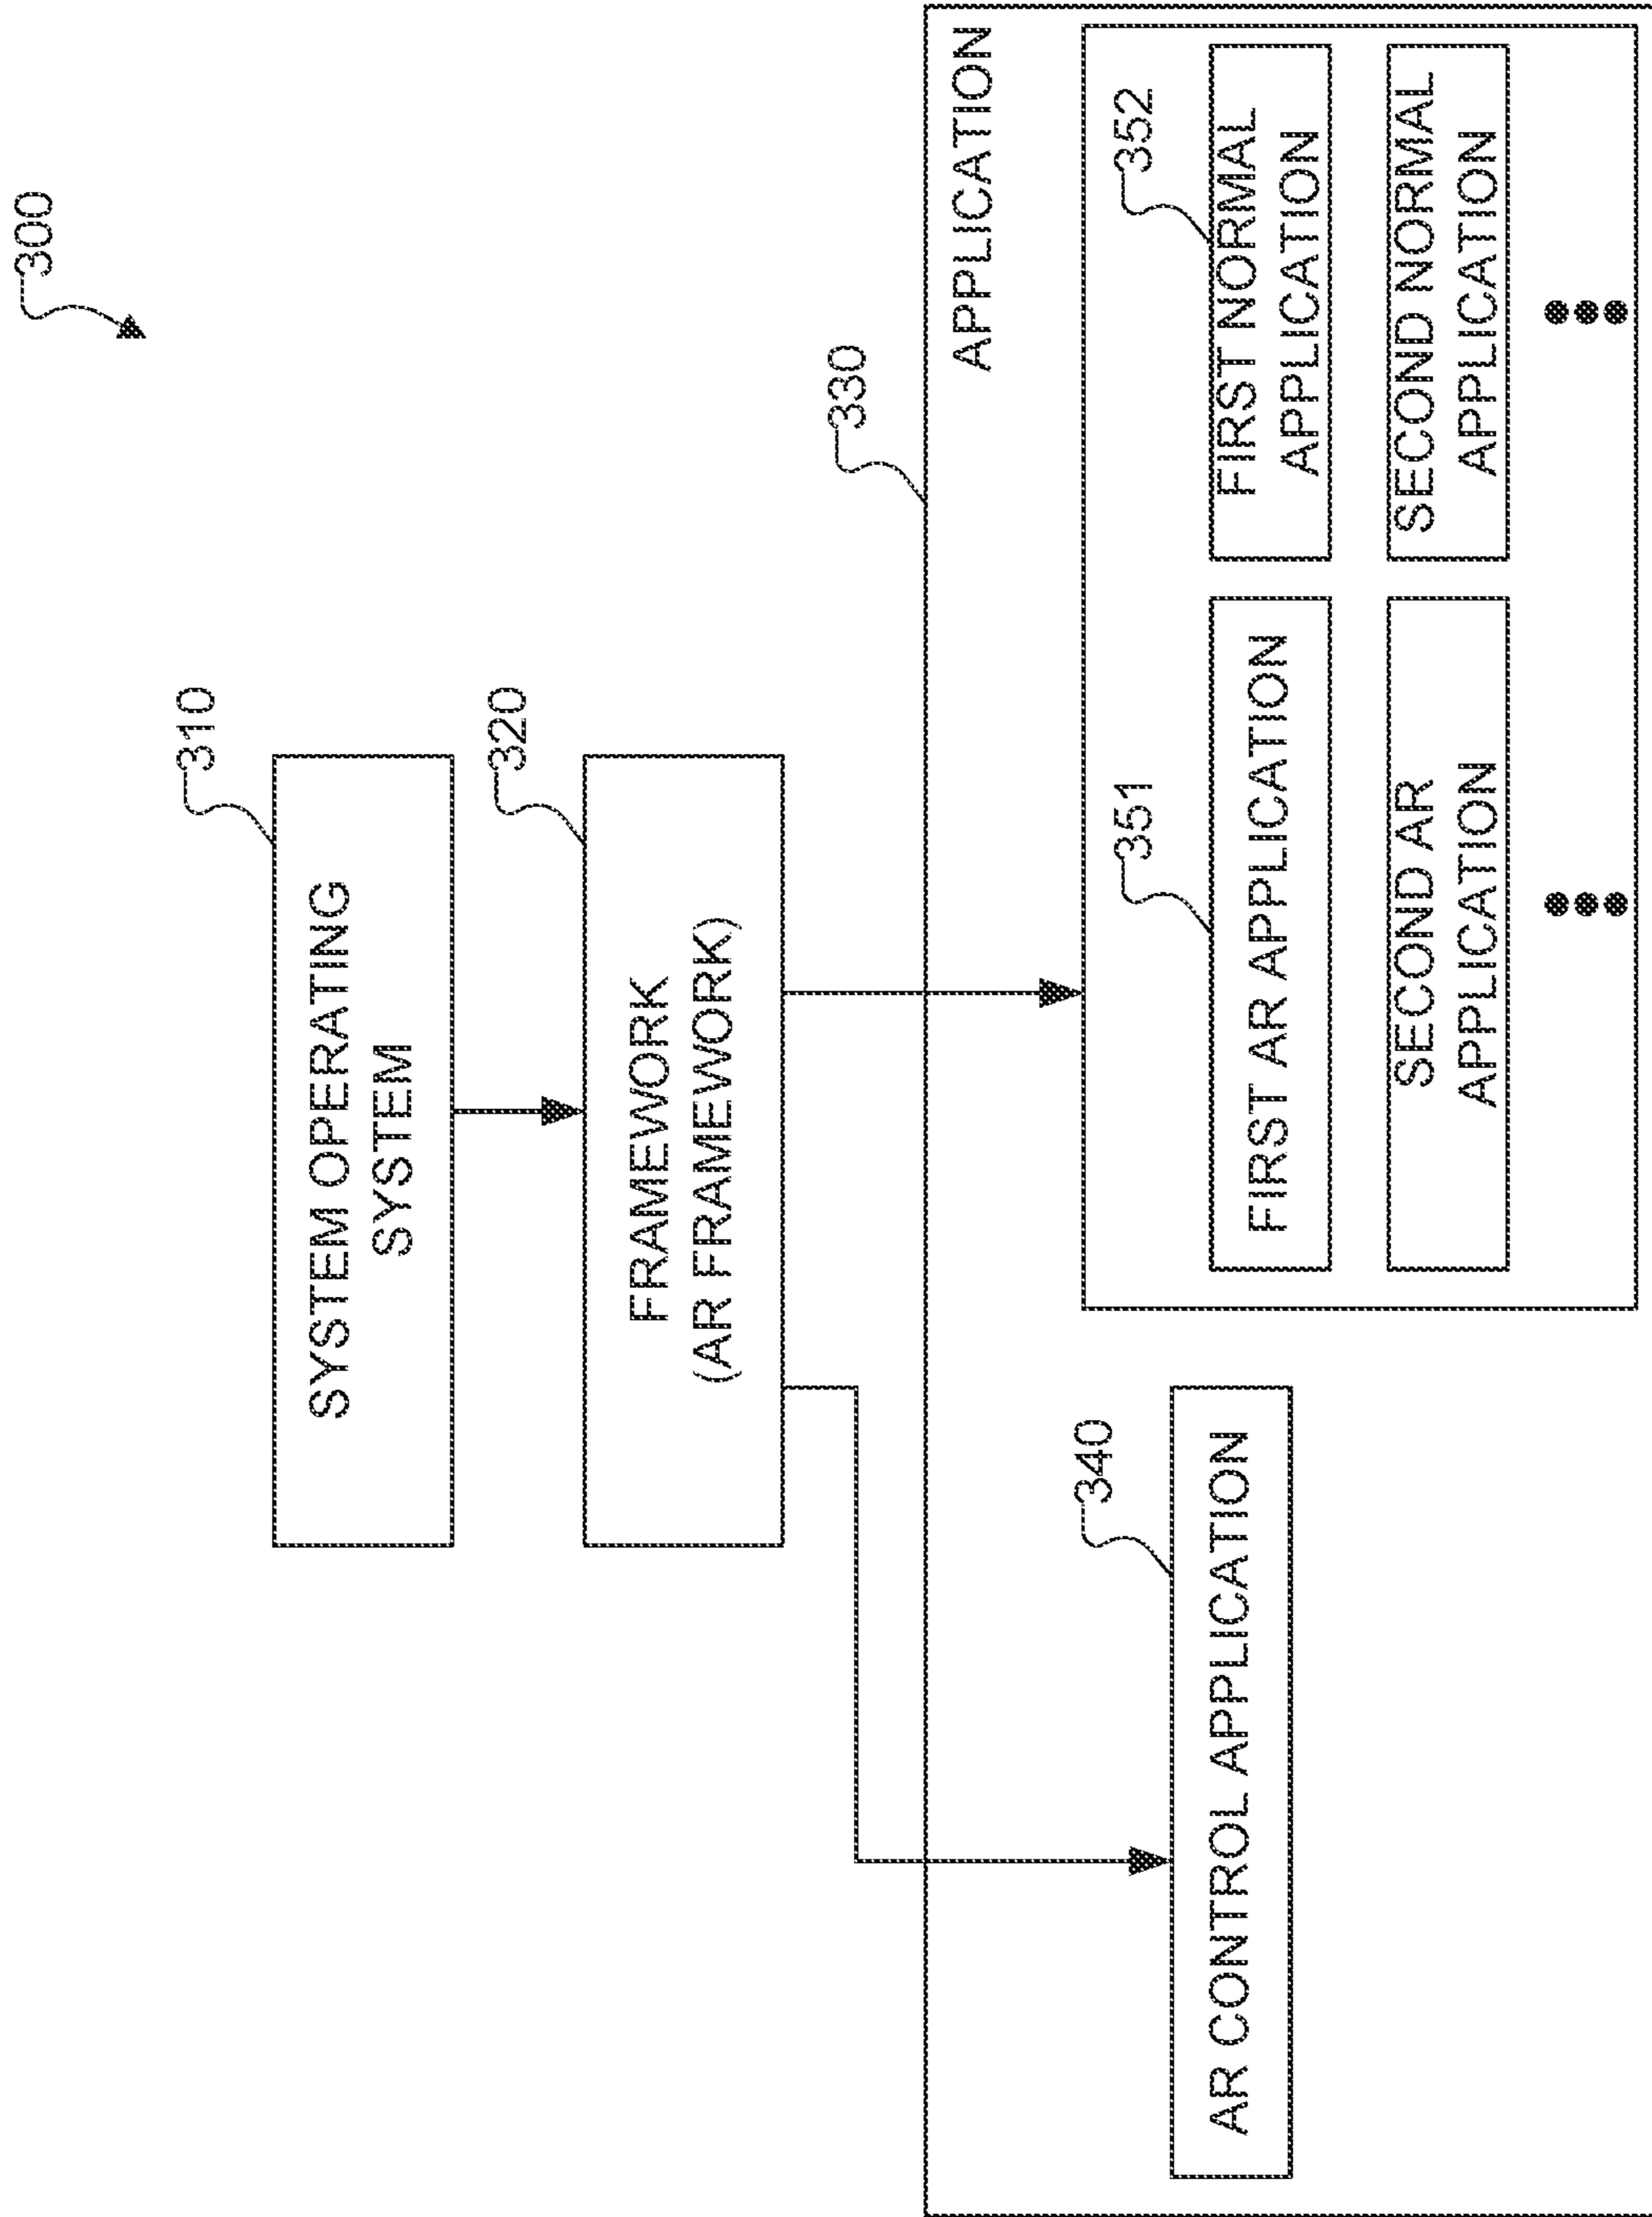 300
310
SYSTEM OPERATING
SYSTEM
320
FRAMEWORK
(AR FRAMEWORK)
330
APPLICATION
340
AR CONTROL APPLICATION
351
FIRST AR APPLICATION
352
FIRST NORMAL
APPLICATION
SECOND AR
APPLICATION
SECOND NORMAL
APPLICATION